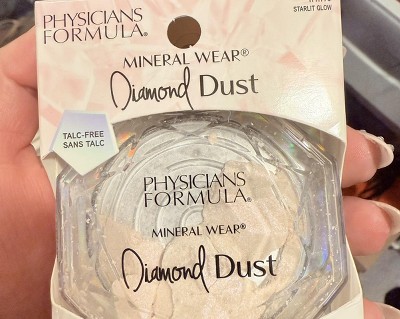 STARLIT GLOW
PHYSICIANS
FORMULA®
MINERAL WEAR®
Diamond Dust
TALC-FREE
SANS TALC
PHYSICIANS
FORMULA®
MINERAL WEAR®
Diamond Dust